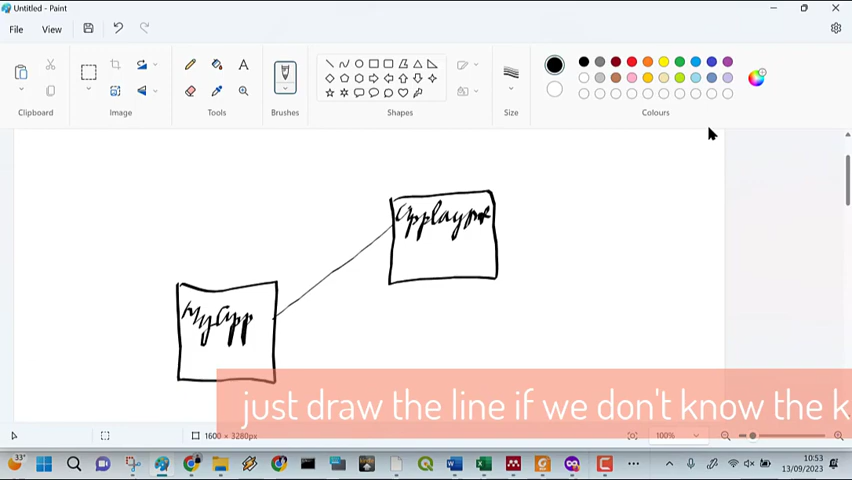 Untitled - Paint
File
View
Clipboard
Image
Tools
Brushes
Shapes
Size
Colours
MyApp
just draw the line if we don't know the k
1600 × 3280px
100%
33°
10:53
13/09/2023